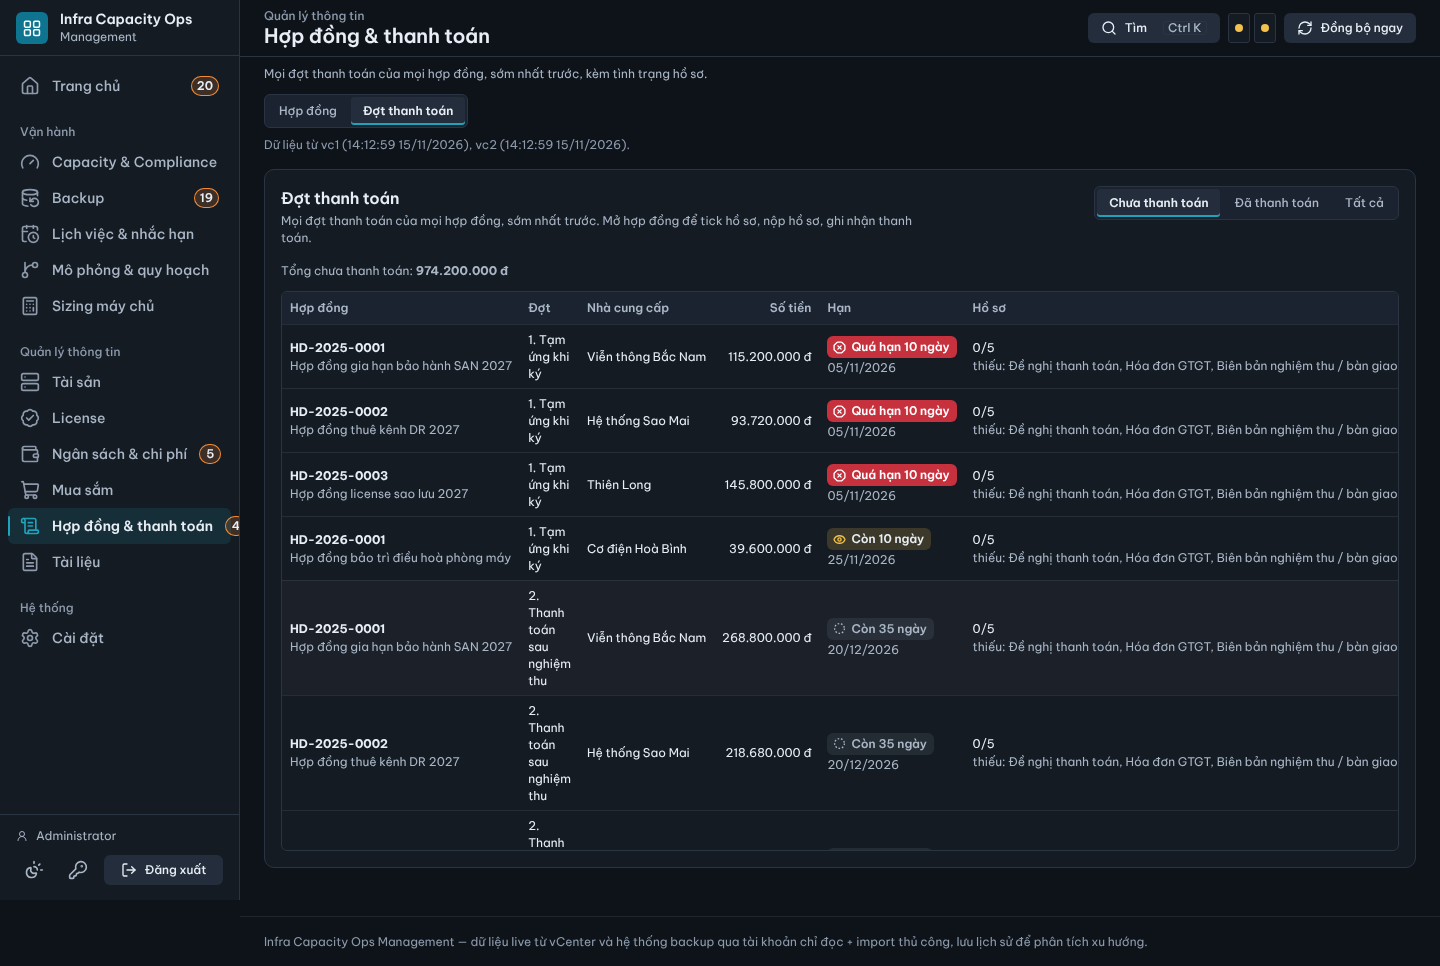 Infra Capacity Ops
Management
Trang chủ 20
Vận hành
Capacity & Compliance
Backup 19
Lịch việc & nhắc hạn
Mô phỏng & quy hoạch
Sizing máy chủ
Quản lý thông tin
Tài sản
License
Ngân sách & chi phí 5
Mua sắm
Hợp đồng & thanh toán 4
Tài liệu
Hệ thống
Cài đặt
Administrator
Đăng xuất
Quản lý thông tin
Hợp đồng & thanh toán
Tìm Ctrl K
Đồng bộ ngay
Mọi đợt thanh toán của mọi hợp đồng, sớm nhất trước, kèm tình trạng hồ sơ.
Hợp đồng Đợt thanh toán
Dữ liệu từ vc1 (14:12:59 15/11/2026), vc2 (14:12:59 15/11/2026).
Đợt thanh toán
Mọi đợt thanh toán của mọi hợp đồng, sớm nhất trước. Mở hợp đồng để tick hồ sơ, nộp hồ sơ, ghi nhận thanh
toán.
Chưa thanh toán Đã thanh toán Tất cả
Tổng chưa thanh toán: 974.200.000 đ
Hợp đồng Đợt Nhà cung cấp Số tiền Hạn Hồ sơ
HD-2025-0001
Hợp đồng gia hạn bảo hành SAN 2027
1. Tạm
ứng khi
ký
Viễn thông Bắc Nam
115.200.000 đ
Quá hạn 10 ngày
05/11/2026
0/5
thiếu: Đề nghị thanh toán, Hóa đơn GTGT, Biên bản nghiệm thu / bàn giao
HD-2025-0002
Hợp đồng thuê kênh DR 2027
1. Tạm
ứng khi
ký
Hệ thống Sao Mai
93.720.000 đ
Quá hạn 10 ngày
05/11/2026
0/5
thiếu: Đề nghị thanh toán, Hóa đơn GTGT, Biên bản nghiệm thu / bàn giao
HD-2025-0003
Hợp đồng license sao lưu 2027
1. Tạm
ứng khi
ký
Thiên Long
145.800.000 đ
Quá hạn 10 ngày
05/11/2026
0/5
thiếu: Đề nghị thanh toán, Hóa đơn GTGT, Biên bản nghiệm thu / bàn giao
HD-2026-0001
Hợp đồng bảo trì điều hoà phòng máy
1. Tạm
ứng khi
ký
Cơ điện Hoà Bình
39.600.000 đ
Còn 10 ngày
25/11/2026
0/5
thiếu: Đề nghị thanh toán, Hóa đơn GTGT, Biên bản nghiệm thu / bàn giao
HD-2025-0001
Hợp đồng gia hạn bảo hành SAN 2027
2.
Thanh
toán
sau
nghiệm
thu
Viễn thông Bắc Nam
268.800.000 đ
Còn 35 ngày
20/12/2026
0/5
thiếu: Đề nghị thanh toán, Hóa đơn GTGT, Biên bản nghiệm thu / bàn giao
HD-2025-0002
Hợp đồng thuê kênh DR 2027
2.
Thanh
toán
sau
nghiệm
thu
Hệ thống Sao Mai
218.680.000 đ
Còn 35 ngày
20/12/2026
0/5
thiếu: Đề nghị thanh toán, Hóa đơn GTGT, Biên bản nghiệm thu / bàn giao
2.
Thanh
Infra Capacity Ops Management — dữ liệu live từ vCenter và hệ thống backup qua tài khoản chỉ đọc + import thủ công, lưu lịch sử để phân tích xu hướng.